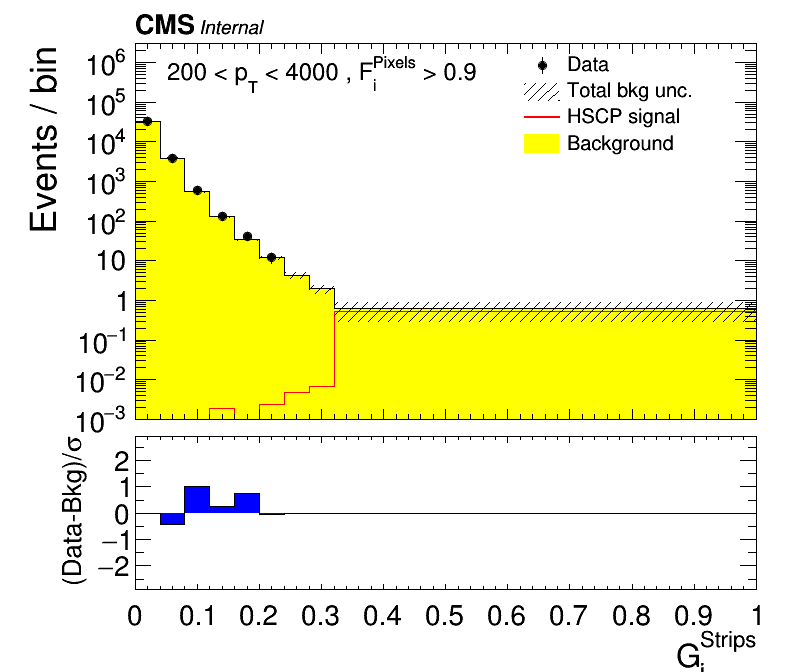 CMS Internal
200 < p_T < 4000 , F_i^Pixels > 0.9
Data
Total bkg unc.
HSCP signal
Background
Events / bin
10^6
10^5
10^4
10^3
10^2
10
1
10^−1
10^−2
10^−3
(Data-Bkg)/σ
2
1
0
−1
−2
0 0.1 0.2 0.3 0.4 0.5 0.6 0.7 0.8 0.9 1
G_i^Strips